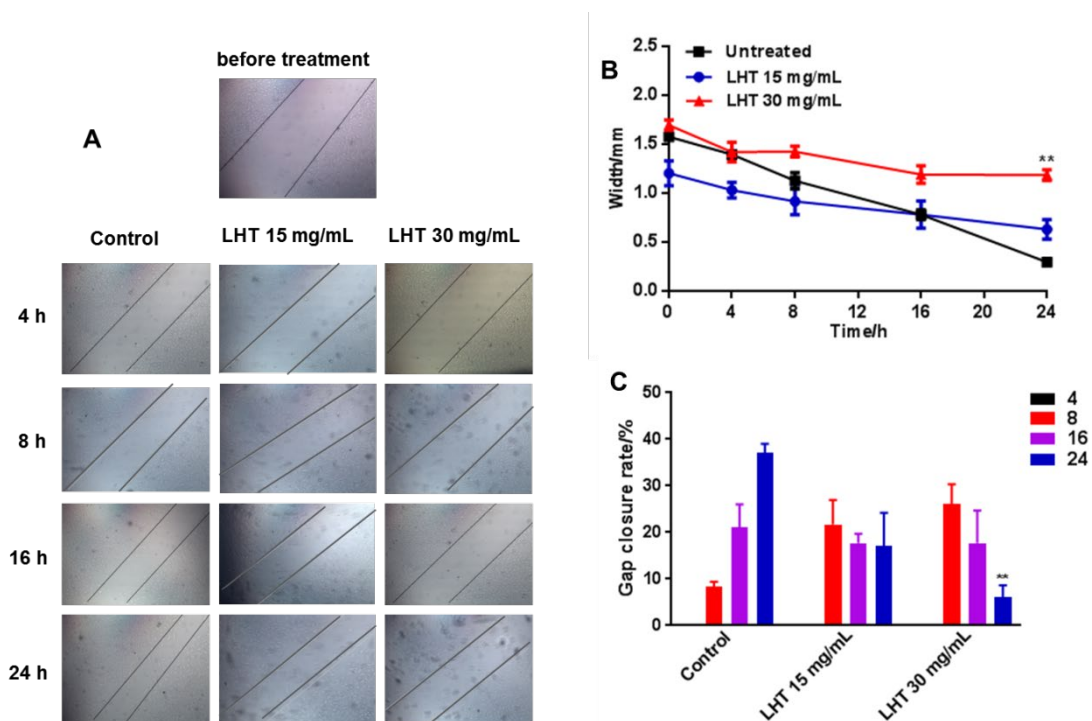 before treatment
A
Control
LHT 15 mg/mL
LHT 30 mg/mL
4 h
8 h
16 h
24 h
B
Untreated
LHT 15 mg/mL
LHT 30 mg/mL
2.5
2.0
1.5
1.0
0.5
0.0
Width/mm
**
0 4 8 12 16 20 24
Time/h
C
50
40
30
20
10
0
Gap closure rate/%
**
4
8
16
24
Control
LHT 15 mg/mL
LHT 30 mg/mL